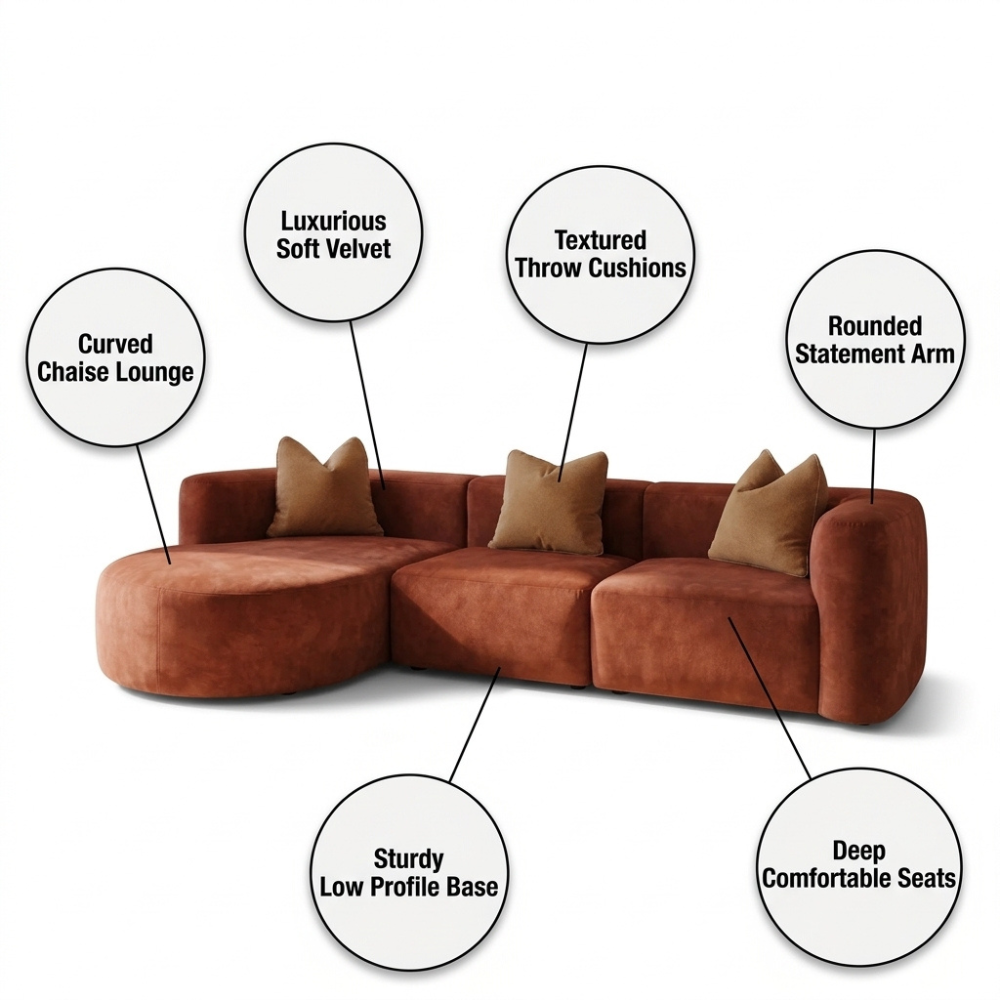 Luxurious
Soft Velvet
Textured
Throw Cushions
Curved
Chaise Lounge
Rounded
Statement Arm
Sturdy
Low Profile Base
Deep
Comfortable Seats